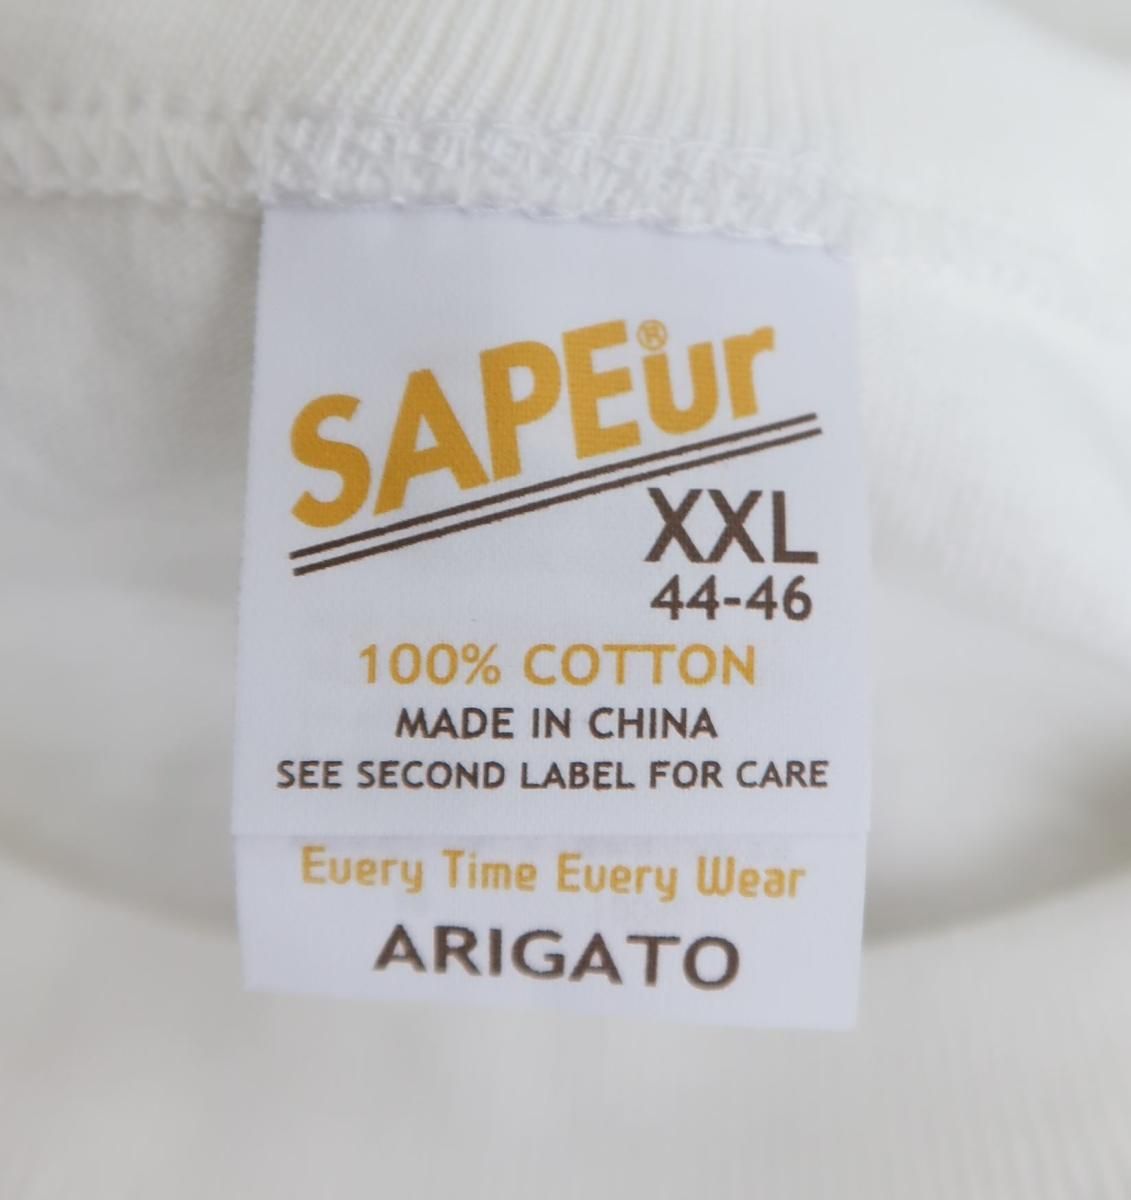 SAPEur®
XXL
44-46
100% COTTON
MADE IN CHINA
SEE SECOND LABEL FOR CARE
Every Time Every Wear
ARIGATO